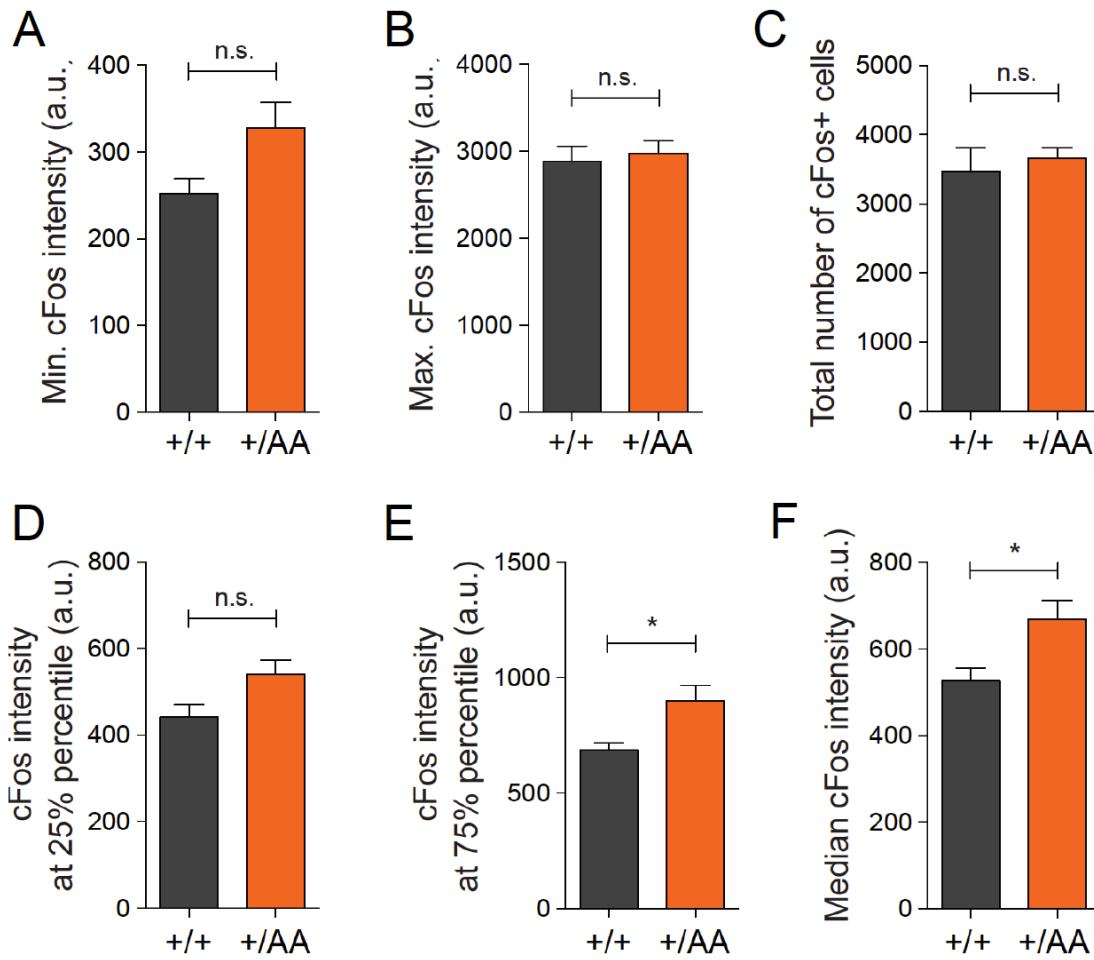 A
Min. cFos intensity (a.u.)
400
300
200
100
0
n.s.
+/+
+/AA
B
Max. cFos intensity (a.u.)
4000
3000
2000
1000
0
n.s.
+/+
+/AA
C
Total number of cFos+ cells
5000
4000
3000
2000
1000
0
n.s.
+/+
+/AA
D
cFos intensity
at 25% percentile (a.u.)
800
600
400
200
0
n.s.
+/+
+/AA
E
cFos intensity
at 75% percentile (a.u.)
1500
1000
500
0
*
+/+
+/AA
F
Median cFos intensity (a.u.)
800
600
400
200
0
*
+/+
+/AA